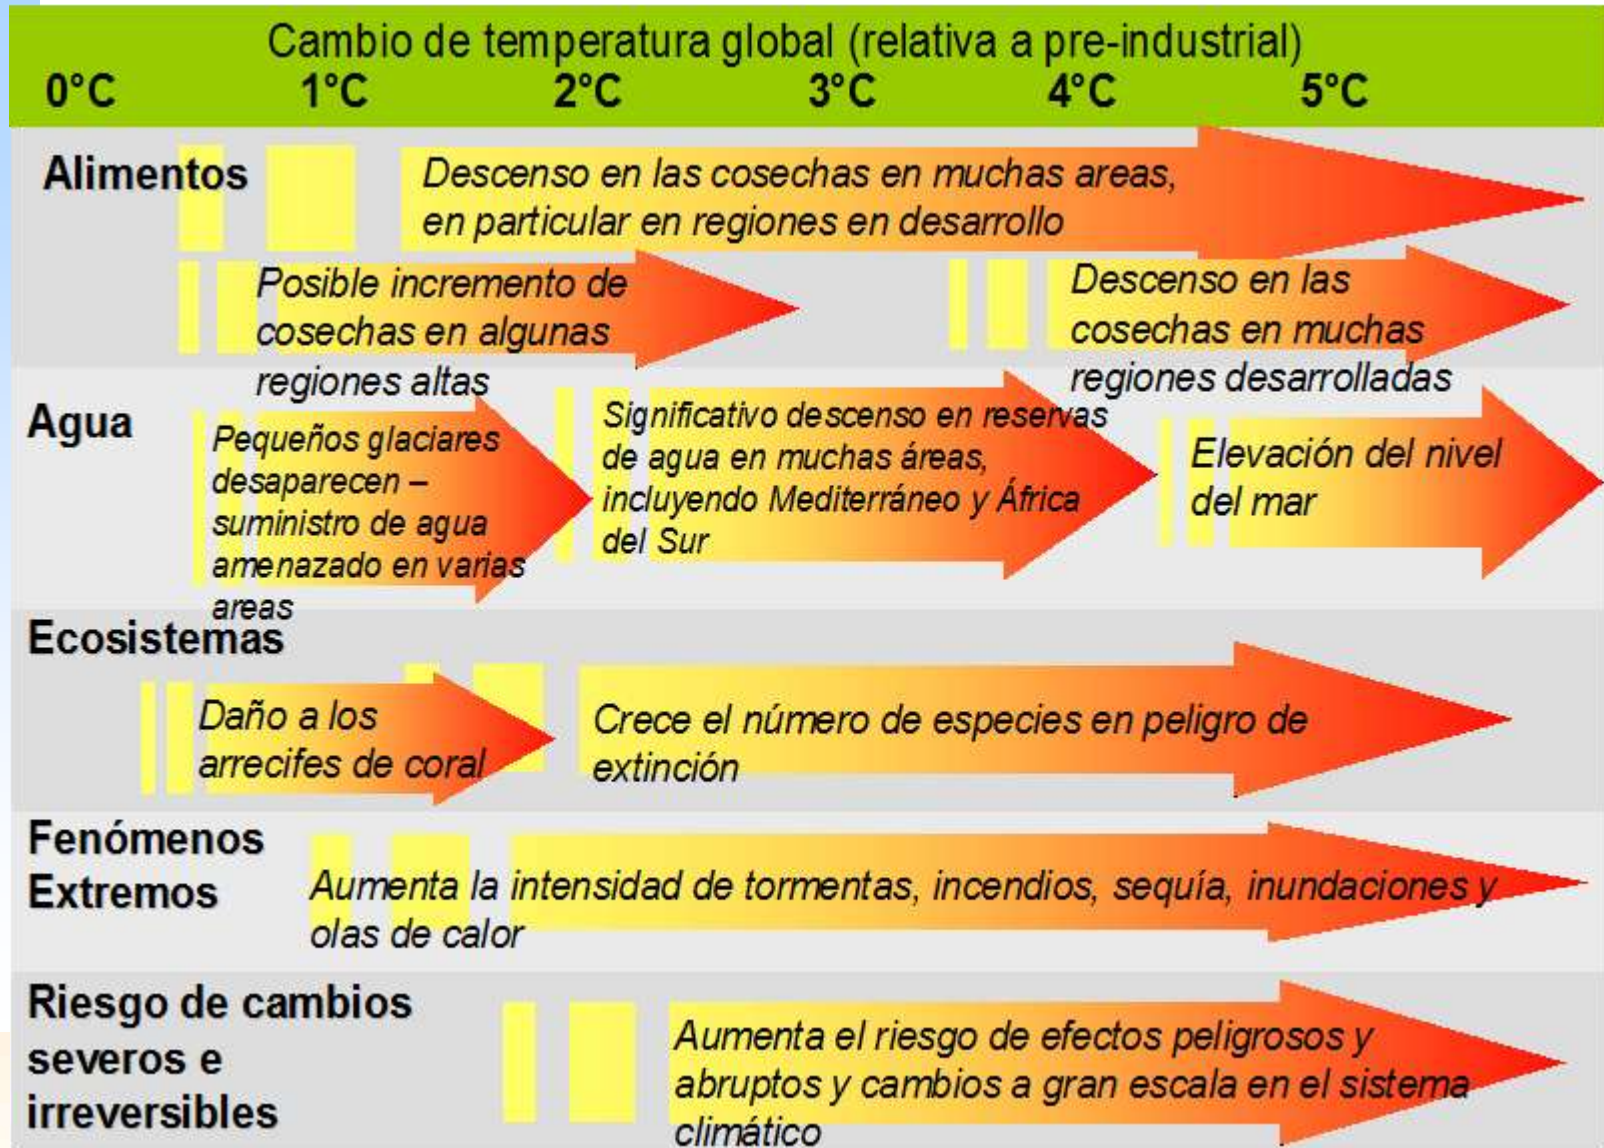 Cambio de temperatura global (relativa a pre-industrial)
0°C 1°C 2°C 3°C 4°C 5°C
Alimentos
Descenso en las cosechas en muchas areas,
en particular en regiones en desarrollo
Posible incremento de
cosechas en algunas
regiones altas
Descenso en las
cosechas en muchas
regiones desarrolladas
Agua
Pequeños glaciares
desaparecen –
suministro de agua
amenazado en varias
areas
Significativo descenso en reservas
de agua en muchas áreas,
incluyendo Mediterráneo y África
del Sur
Elevación del nivel
del mar
Ecosistemas
Daño a los
arrecifes de coral
Crece el número de especies en peligro de
extinción
Fenómenos
Extremos
Aumenta la intensidad de tormentas, incendios, sequía, inundaciones y
olas de calor
Riesgo de cambios
severos e
irreversibles
Aumenta el riesgo de efectos peligrosos y
abruptos y cambios a gran escala en el sistema
climático